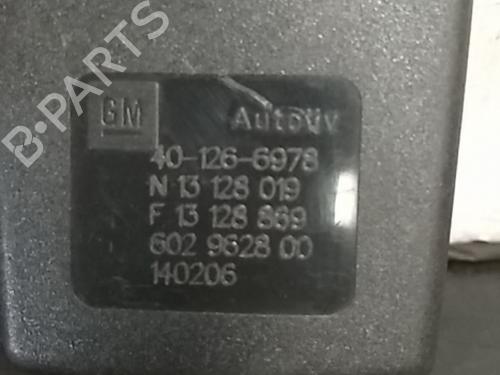 B-PARTS
GM Autoliv
40-126-6978
N 13 128 019
F 13 128 869
602 9628 00
140206